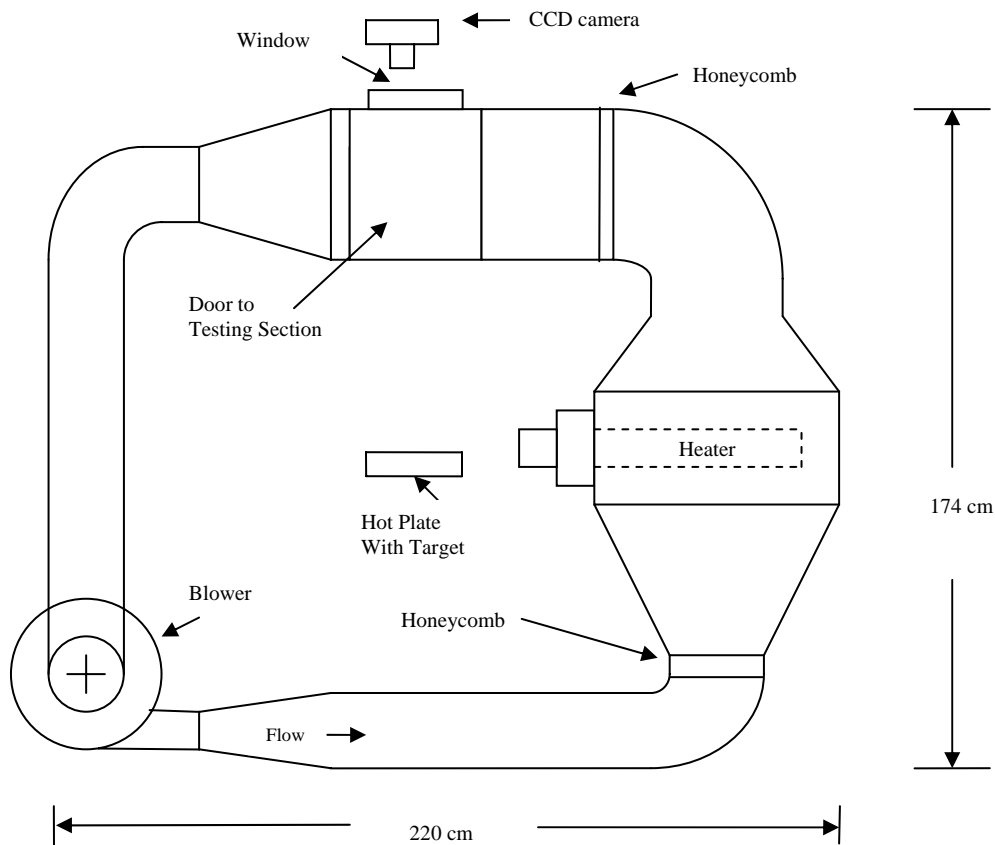 CCD camera
Window
Honeycomb
Door to
Testing Section
Heater
Hot Plate
With Target
174 cm
Blower
Honeycomb
Flow
220 cm